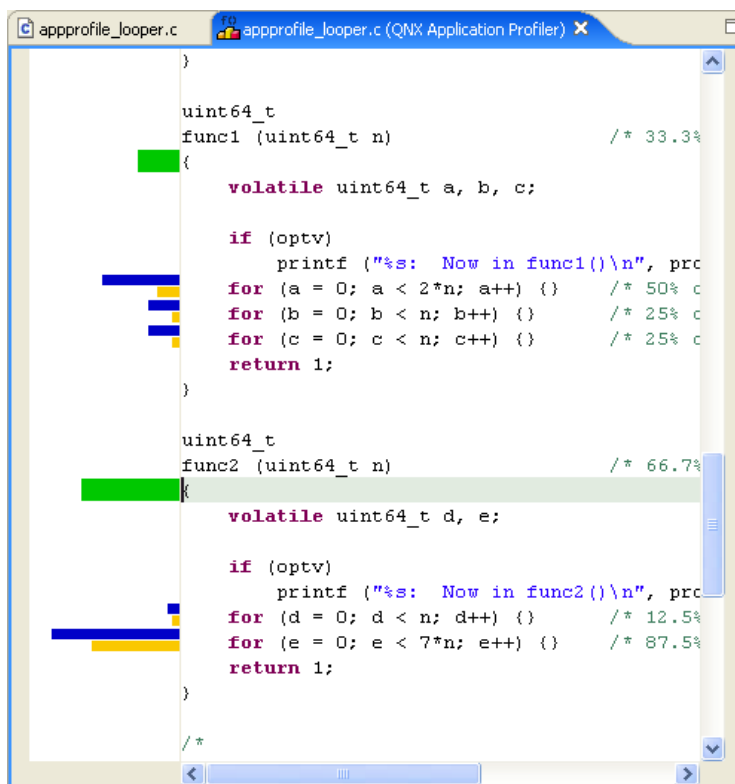 appprofile_looper.c appprofile_looper.c (QNX Application Profiler)
}
uint64_t
func1 (uint64_t n) /* 33.3%
{
volatile uint64_t a, b, c;
if (optv)
printf ("%s: Now in func1()\n", pro
for (a = 0; a < 2*n; a++) {} /* 50% o
for (b = 0; b < n; b++) {} /* 25% o
for (c = 0; c < n; c++) {} /* 25% o
return 1;
}
uint64_t
func2 (uint64_t n) /* 66.7%
{
volatile uint64_t d, e;
if (optv)
printf ("%s: Now in func2()\n", pro
for (d = 0; d < n; d++) {} /* 12.5%
for (e = 0; e < 7*n; e++) {} /* 87.5%
return 1;
}
/*